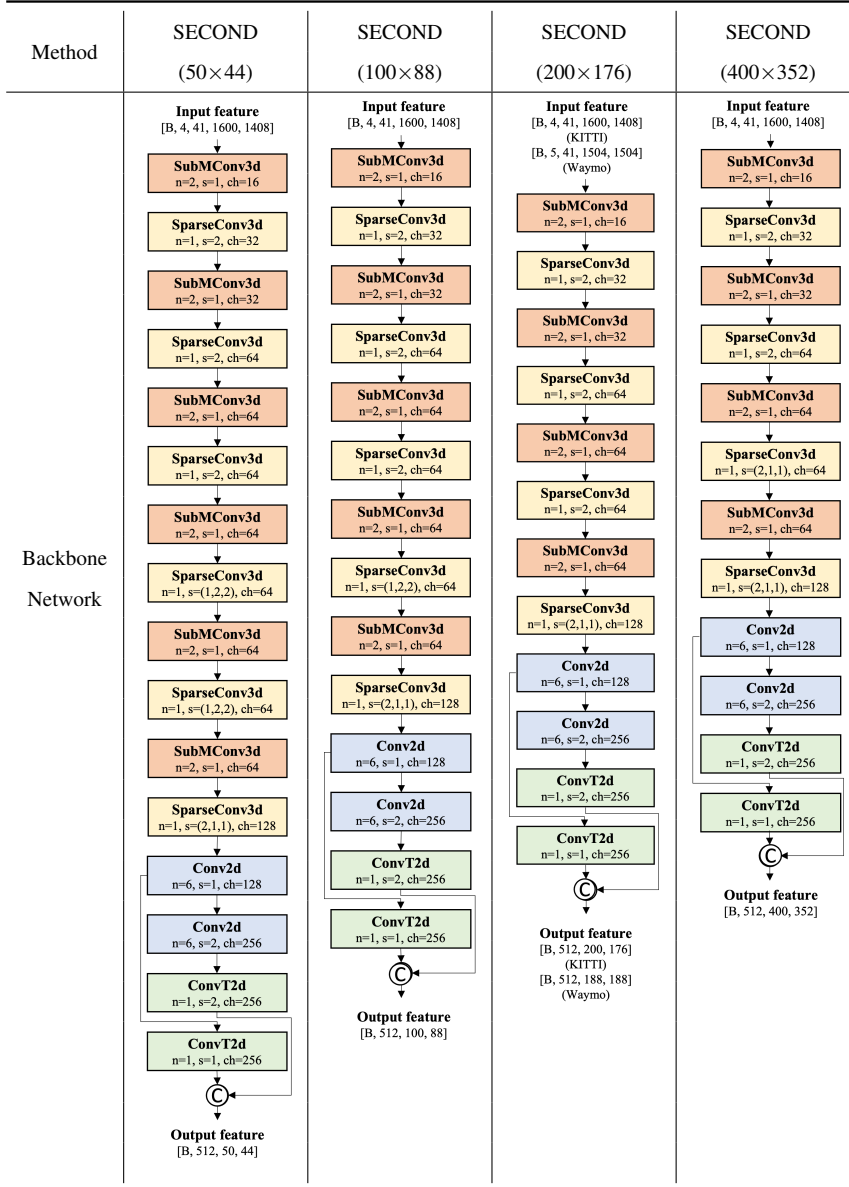 Method
SECOND
(50×44)
SECOND
(100×88)
SECOND
(200×176)
SECOND
(400×352)
Backbone
Network
Input feature
[B, 4, 41, 1600, 1408]
SubMConv3d
n=2, s=1, ch=16
SparseConv3d
n=1, s=2, ch=32
SubMConv3d
n=2, s=1, ch=32
SparseConv3d
n=1, s=2, ch=64
SubMConv3d
n=2, s=1, ch=64
SparseConv3d
n=1, s=2, ch=64
SubMConv3d
n=2, s=1, ch=64
SparseConv3d
n=1, s=(1,2,2), ch=64
SubMConv3d
n=2, s=1, ch=64
SparseConv3d
n=1, s=(1,2,2), ch=64
SubMConv3d
n=2, s=1, ch=64
SparseConv3d
n=1, s=(2,1,1), ch=128
Conv2d
n=6, s=1, ch=128
Conv2d
n=6, s=2, ch=256
ConvT2d
n=1, s=2, ch=256
ConvT2d
n=1, s=1, ch=256
C
Output feature
[B, 512, 50, 44]
Input feature
[B, 4, 41, 1600, 1408]
SubMConv3d
n=2, s=1, ch=16
SparseConv3d
n=1, s=2, ch=32
SubMConv3d
n=2, s=1, ch=32
SparseConv3d
n=1, s=2, ch=64
SubMConv3d
n=2, s=1, ch=64
SparseConv3d
n=1, s=2, ch=64
SubMConv3d
n=2, s=1, ch=64
SparseConv3d
n=1, s=(1,2,2), ch=64
SubMConv3d
n=2, s=1, ch=64
SparseConv3d
n=1, s=(2,1,1), ch=128
Conv2d
n=6, s=1, ch=128
Conv2d
n=6, s=2, ch=256
ConvT2d
n=1, s=2, ch=256
ConvT2d
n=1, s=1, ch=256
C
Output feature
[B, 512, 100, 88]
Input feature
[B, 4, 41, 1600, 1408]
(KITTI)
[B, 5, 41, 1504, 1504]
(Waymo)
SubMConv3d
n=2, s=1, ch=16
SparseConv3d
n=1, s=2, ch=32
SubMConv3d
n=2, s=1, ch=32
SparseConv3d
n=1, s=2, ch=64
SubMConv3d
n=2, s=1, ch=64
SparseConv3d
n=1, s=2, ch=64
SubMConv3d
n=2, s=1, ch=64
SparseConv3d
n=1, s=(2,1,1), ch=128
Conv2d
n=6, s=1, ch=128
Conv2d
n=6, s=2, ch=256
ConvT2d
n=1, s=2, ch=256
ConvT2d
n=1, s=1, ch=256
C
Output feature
[B, 512, 200, 176]
(KITTI)
[B, 512, 188, 188]
(Waymo)
Input feature
[B, 4, 41, 1600, 1408]
SubMConv3d
n=2, s=1, ch=16
SparseConv3d
n=1, s=2, ch=32
SubMConv3d
n=2, s=1, ch=32
SparseConv3d
n=1, s=2, ch=64
SubMConv3d
n=2, s=1, ch=64
SparseConv3d
n=1, s=(2,1,1), ch=64
SubMConv3d
n=2, s=1, ch=64
SparseConv3d
n=1, s=(2,1,1), ch=128
Conv2d
n=6, s=1, ch=128
Conv2d
n=6, s=2, ch=256
ConvT2d
n=1, s=2, ch=256
ConvT2d
n=1, s=1, ch=256
C
Output feature
[B, 512, 400, 352]